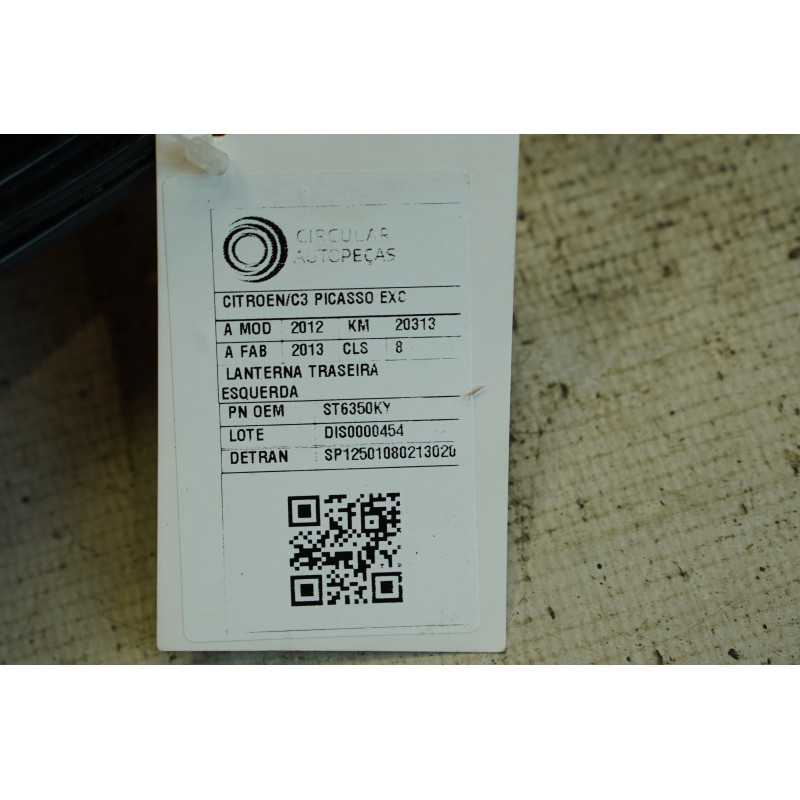 CIRCULAR
AUTOPEÇAS
CITROEN/C3 PICASSO EXC
A MOD 2012 KM 20313
A FAB 2013 CLS 8
LANTERNA TRASEIRA
ESQUERDA
PN OEM ST6350KY
LOTE DIS0000454
DETRAN SP12501080213020